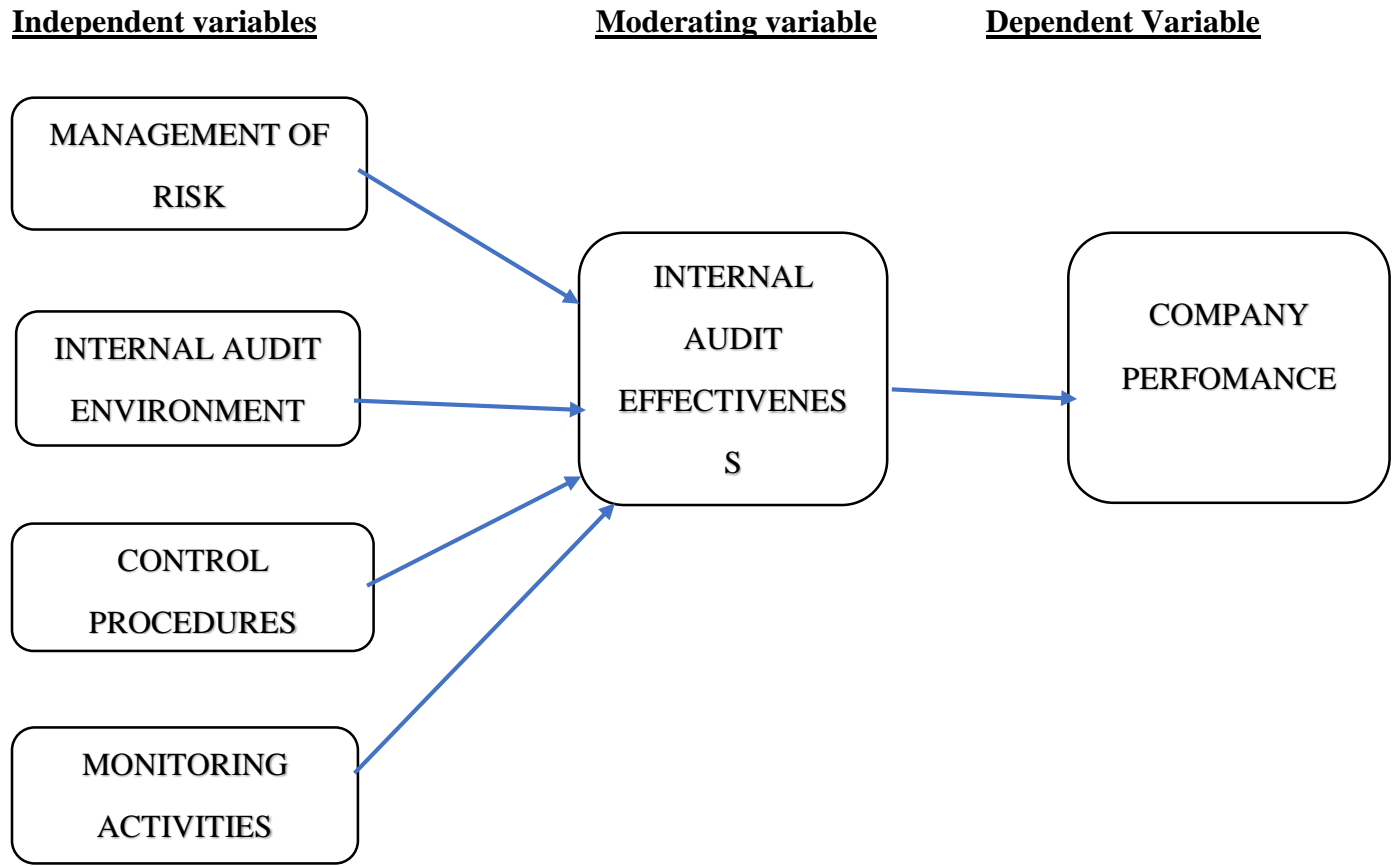 Independent variables
Moderating variable
Dependent Variable
MANAGEMENT OF
RISK
INTERNAL AUDIT
ENVIRONMENT
CONTROL
PROCEDURES
MONITORING
ACTIVITIES
INTERNAL
AUDIT
EFFECTIVENES
S
COMPANY
PERFOMANCE